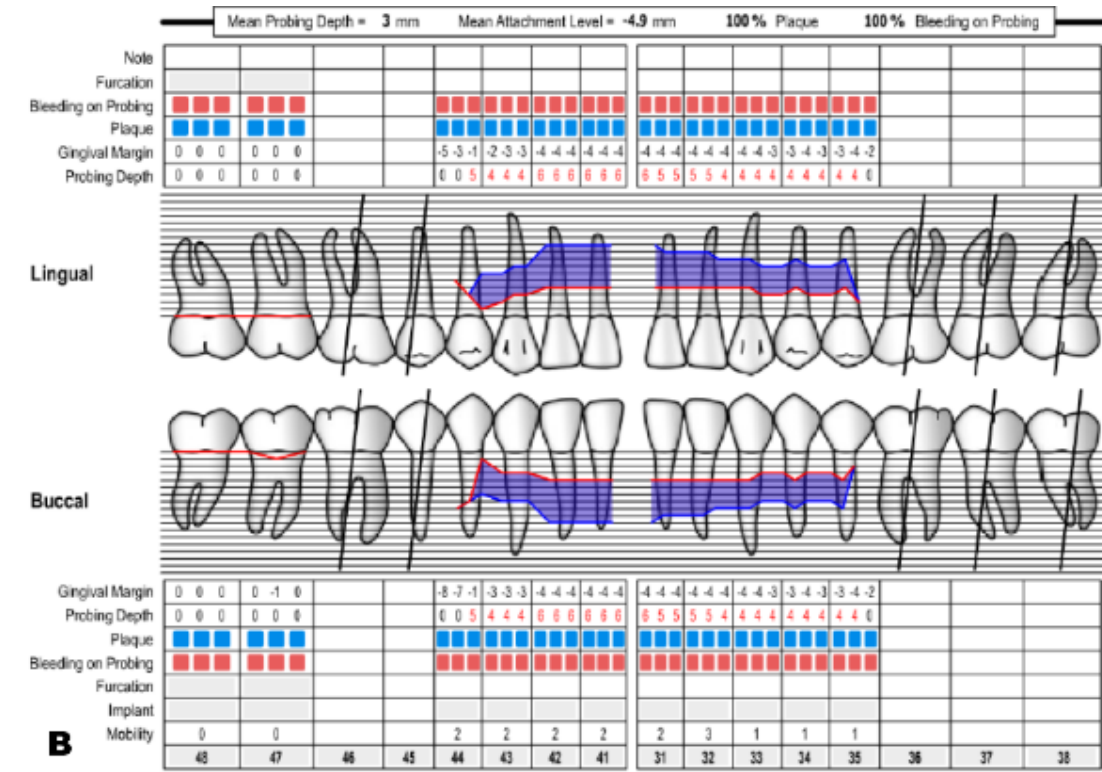 Mean Probing Depth = 3 mm Mean Attachment Level = -4.9 mm 100 % Plaque 100 % Bleeding on Probing
Note
Furcation
Bleeding on Probing
Plaque
Gingival Margin 0 0 0 0 0 0 -5 -3 -1 -2 -3 -3 -4 -4 -4 -4 -4 -4 -4 -4 -4 -4 -4 -3 -3 -4 -3 -3 -4 -2
Probing Depth 0 0 0 0 0 0 0 0 5 4 4 4 6 6 6 6 6 6 6 5 5 5 5 4 4 4 4 4 4 4 4 4 0
Lingual
Buccal
Gingival Margin 0 0 0 0 -1 0 -8 -7 -1 -3 -3 -3 -4 -4 -4 -4 -4 -4 -4 -4 -4 -4 -4 -4 -4 -4 -3 -3 -4 -3 -3 -4 -2
Probing Depth 0 0 0 0 0 0 0 0 5 4 4 4 6 6 6 6 6 6 6 5 5 5 5 4 4 4 4 4 4 4 4 4 0
Plaque
Bleeding on Probing
Furcation
Implant
Mobility 0 0 2 2 2 2 2 3 1 1 1
B 48 47 46 45 44 43 42 41 31 32 33 34 35 36 37 38